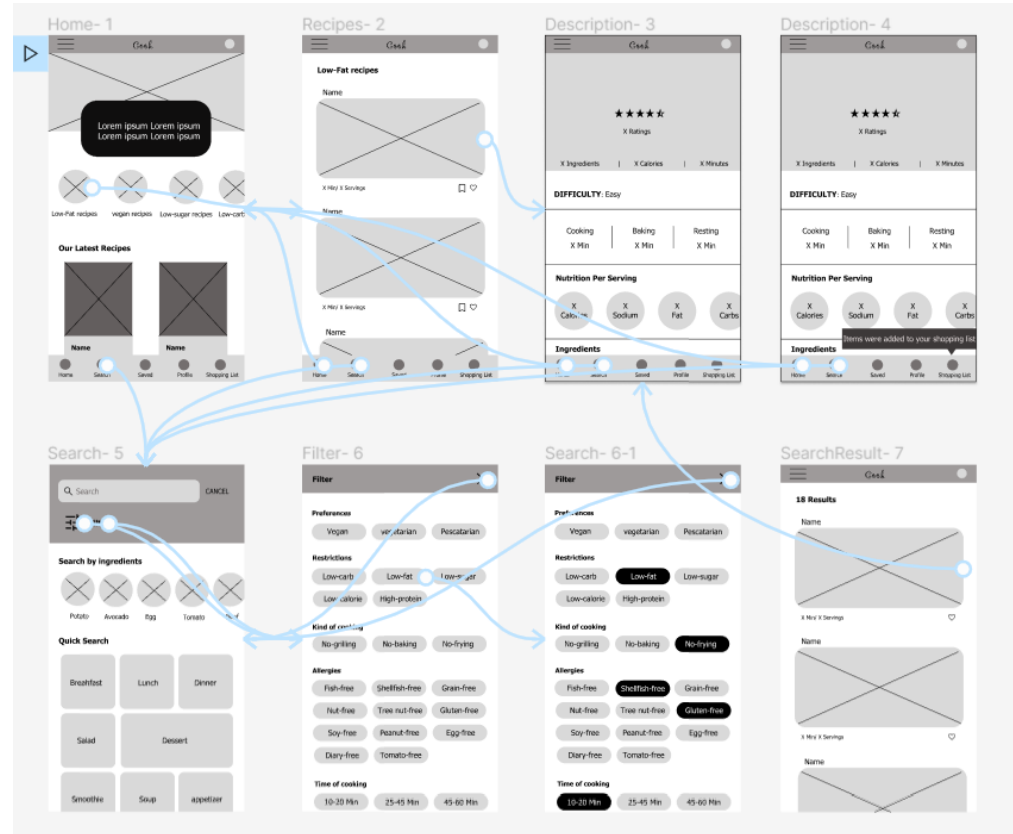 Home- 1
Cook
Lorem ipsum Lorem ipsum
Lorem ipsum Lorem ipsum
Low-Fat recipes
vegan recipes
Low-sugar recipes
Low-carb
Our Latest Recipes
Name
Name
Home
Search
Saved
Profile
Shopping List
Recipes- 2
Cook
Low-Fat recipes
Name
X Min/ X Servings
Name
X Min/ X Servings
Name
Home
Search
Saved
Shopping List
Description- 3
Cook
X Ratings
X Ingredients | X Calories | X Minutes
DIFFICULTY: Easy
Cooking
X Min
Baking
X Min
Resting
X Min
Nutrition Per Serving
X
Calories
X
Sodium
X
Fat
X
Carbs
Ingredients
Search
Saved
Profile
Shopping List
Description- 4
Cook
X Ratings
X Ingredients | X Calories | X Minutes
DIFFICULTY: Easy
Cooking
X Min
Baking
X Min
Resting
X Min
Nutrition Per Serving
X
Calories
X
Sodium
X
Fat
X
Carbs
Items were added to your shopping list
Ingredients
Home
Search
Saved
Profile
Shopping List
Search- 5
Search
CANCEL
Search by ingredients
Potato
Avocado
Egg
Tomato
Quick Search
Breahfast
Lunch
Dinner
Salad
Dessert
Smoothie
Soup
appetizer
Filter- 6
Filter
Preferences
Vegan
vegetarian
Pescatarian
Restrictions
Low-carb
Low-fat
Low-sugar
Low-calorie
High-protein
Kind of cooking
No-grilling
No-baking
No-frying
Allergies
Fish-free
Shellfish-free
Grain-free
Nut-free
Tree nut-free
Gluten-free
Soy-free
Peanut-free
Egg-free
Diary-free
Tomato-free
Time of cooking
10-20 Min
25-45 Min
45-60 Min
Search- 6-1
Filter
Preferences
Vegan
vegetarian
Pescatarian
Restrictions
Low-carb
Low-fat
Low-sugar
Low-calorie
High-protein
Kind of cooking
No-grilling
No-baking
No-frying
Allergies
Fish-free
Shellfish-free
Grain-free
Nut-free
Tree nut-free
Gluten-free
Soy-free
Peanut-free
Egg-free
Diary-free
Tomato-free
Time of cooking
10-20 Min
25-45 Min
45-60 Min
SearchResult- 7
Cook
18 Results
Name
X Min/ X Servings
Name
X Min/ X Servings
Name